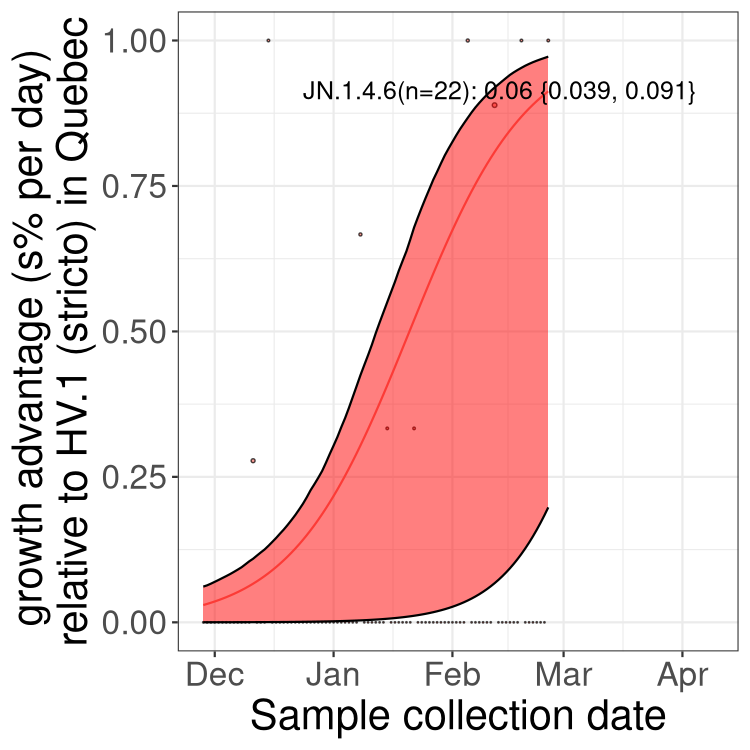 growth advantage (s% per day)
relative to HV.1 (stricto) in Quebec
1.00
0.75
0.50
0.25
0.00
JN.1.4.6(n=22): 0.06 {0.039, 0.091}
Dec Jan Feb Mar Apr
Sample collection date